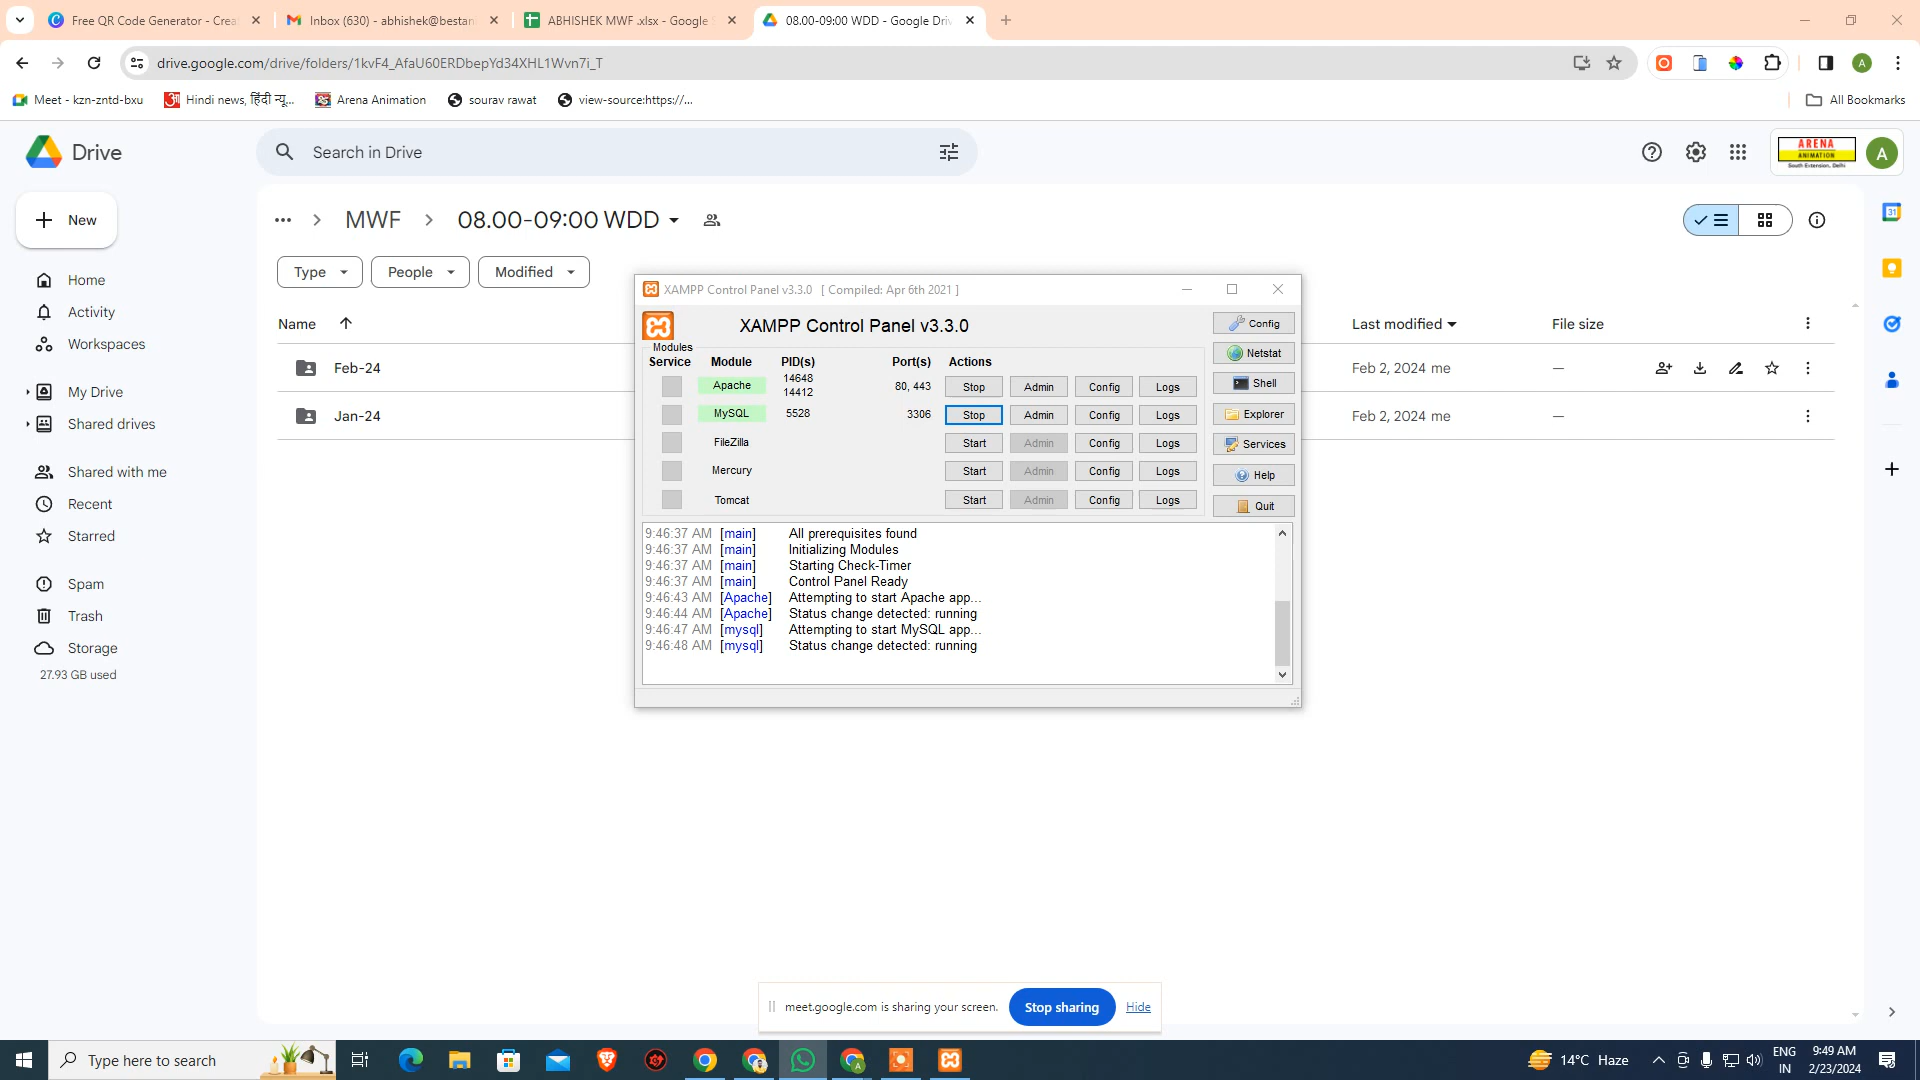 Free QR Code Generator - Crea
Inbox (630) - abhishek@bestan
ABHISHEK MWF .xlsx - Google S
08.00-09:00 WDD - Google Driv
drive.google.com/drive/folders/1kvF4_AfaU60ERDbepYd34XHL1Wvn7i_T
A
Meet - kzn-zntd-bxu
Hindi news, हिंदी न्यू...
Arena Animation
sourav rawat
view-source:https://...
All Bookmarks
Drive
Search in Drive
ARENA
ANIMATION
South Extension, Delhi
A
New
MWF
08.00-09:00 WDD
Type
People
Modified
Home
Activity
Workspaces
My Drive
Shared drives
Shared with me
Recent
Starred
Spam
Trash
Storage
27.93 GB used
Name
Last modified
File size
Feb-24
Feb 2, 2024 me
—
Jan-24
Feb 2, 2024 me
—
31
XAMPP Control Panel v3.3.0 [ Compiled: Apr 6th 2021 ]
XAMPP Control Panel v3.3.0
Modules
Service Module PID(s) Port(s) Actions
Apache 14648 14412 80, 443 Stop Admin Config Logs
MySQL 5528 3306 Stop Admin Config Logs
FileZilla Start Admin Config Logs
Mercury Start Admin Config Logs
Tomcat Start Admin Config Logs
Config
Netstat
Shell
Explorer
Services
Help
Quit
9:46:37 AM [main] All prerequisites found
9:46:37 AM [main] Initializing Modules
9:46:37 AM [main] Starting Check-Timer
9:46:37 AM [main] Control Panel Ready
9:46:43 AM [Apache] Attempting to start Apache app...
9:46:44 AM [Apache] Status change detected: running
9:46:47 AM [mysql] Attempting to start MySQL app...
9:46:48 AM [mysql] Status change detected: running
meet.google.com is sharing your screen.
Stop sharing
Hide
Type here to search
14°C Haze
ENG
IN
9:49 AM
2/23/2024